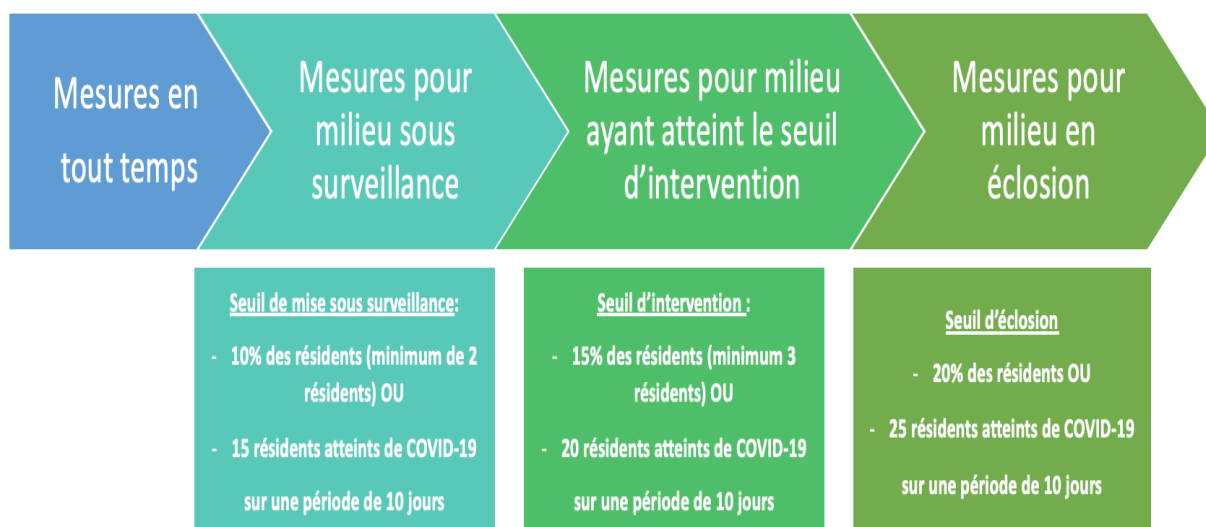 Mesures en
tout temps
Mesures pour
milieu sous
surveillance
Mesures pour milieu
ayant atteint le seuil
d'intervention
Mesures pour
milieu en
éclosion
Seuil de mise sous surveillance:
- 10% des résidents (minimum de 2
résidents) OU
- 15 résidents atteints de COVID-19
sur une période de 10 jours
Seuil d'intervention :
- 15% des résidents (minimum 3
résidents) OU
- 20 résidents atteints de COVID-19
sur une période de 10 jours
Seuil d'éclosion
- 20% des résidents OU
- 25 résidents atteints de COVID-19
sur une période de 10 jours